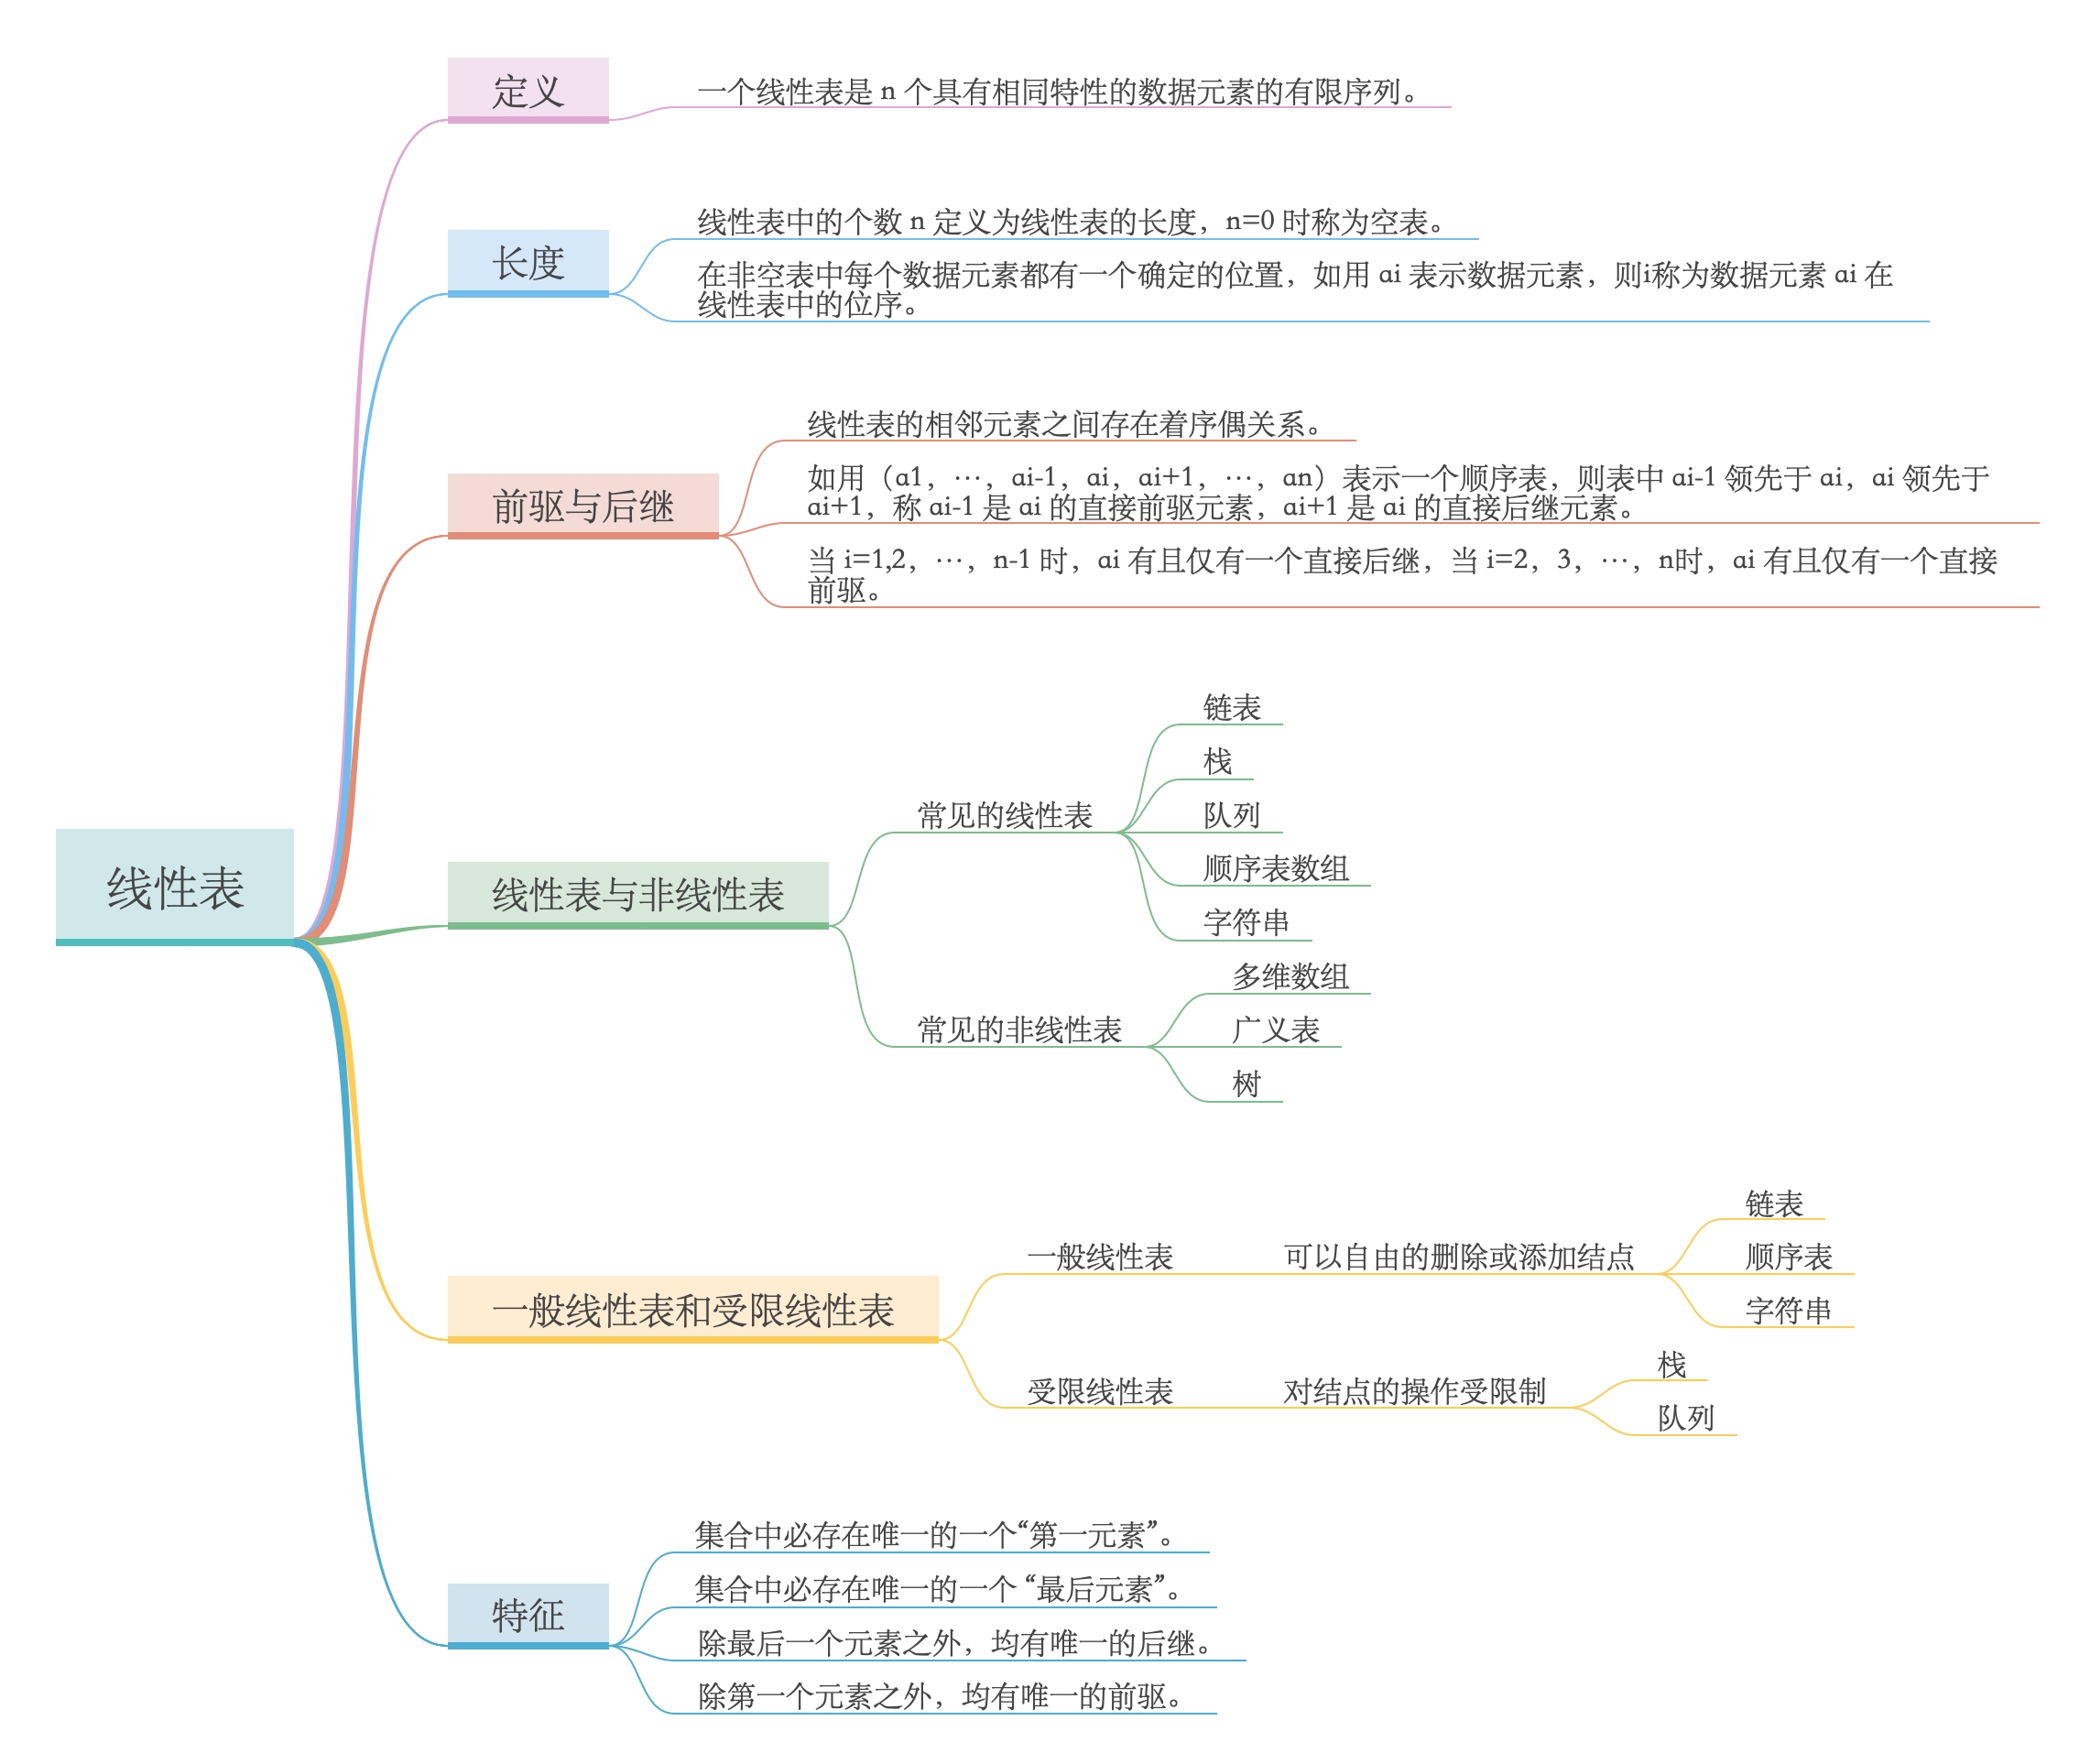 线性表
定义
一个线性表是 n 个具有相同特性的数据元素的有限序列。
长度
线性表中的个数 n 定义为线性表的长度，n=0 时称为空表。
在非空表中每个数据元素都有一个确定的位置，如用 ai 表示数据元素，则i称为数据元素 ai 在
线性表中的位序。
前驱与后继
线性表的相邻元素之间存在着序偶关系。
如用（a1，…，ai-1，ai，ai+1，…，an）表示一个顺序表，则表中 ai-1 领先于 ai，ai 领先于
ai+1，称 ai-1 是 ai 的直接前驱元素，ai+1 是 ai 的直接后继元素。
当 i=1,2，…，n-1 时，ai 有且仅有一个直接后继，当 i=2，3，…，n时，ai 有且仅有一个直接
前驱。
线性表与非线性表
常见的线性表
链表
栈
队列
顺序表数组
字符串
常见的非线性表
多维数组
广义表
树
一般线性表和受限线性表
一般线性表
可以自由的删除或添加结点
链表
顺序表
字符串
受限线性表
对结点的操作受限制
栈
队列
特征
集合中必存在唯一的一个“第一元素”。
集合中必存在唯一的一个 “最后元素”。
除最后一个元素之外，均有唯一的后继。
除第一个元素之外，均有唯一的前驱。